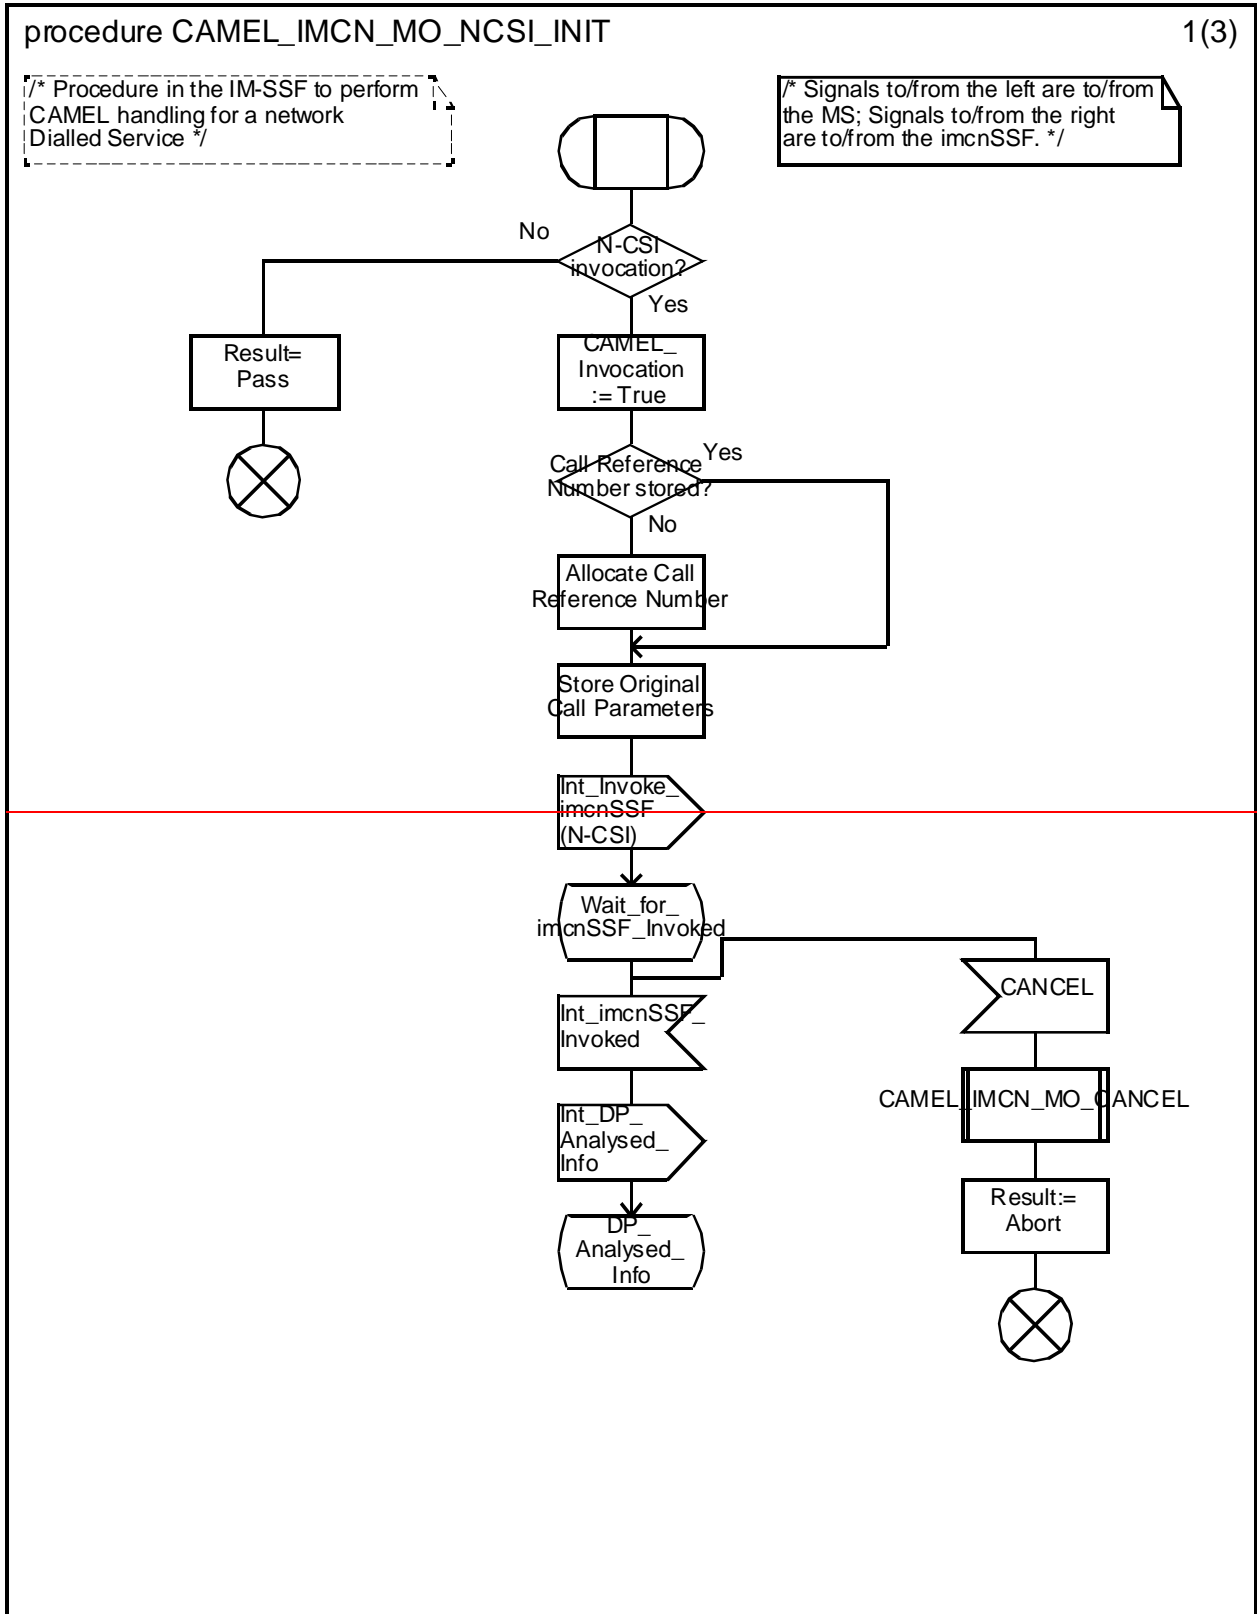 procedure CAMEL_IMCN_MO_NCSI_INIT
1(3)
/* Procedure in the IM-SSF to perform
CAMEL handling for a network
Dialled Service */
/* Signals to/from the left are to/from
the MS; Signals to/from the right
are to/from the imcnSSF. */
No
N-CSI
invocation?
Yes
Result=
Pass
CAMEL_
Invocation
:= True
Call Reference
Number stored?
Yes
No
Allocate Call
Reference Number
Store Original
Call Parameters
Int_Invoke_
imcnSSF
(N-CSI)
Wait_for_
imcnSSF_Invoked
CANCEL
Int_imcnSSF_
Invoked
CAMEL_IMCN_MO_CANCEL
Int_DP_
Analysed_
Info
Result:=
Abort
DP_
Analysed_
Info